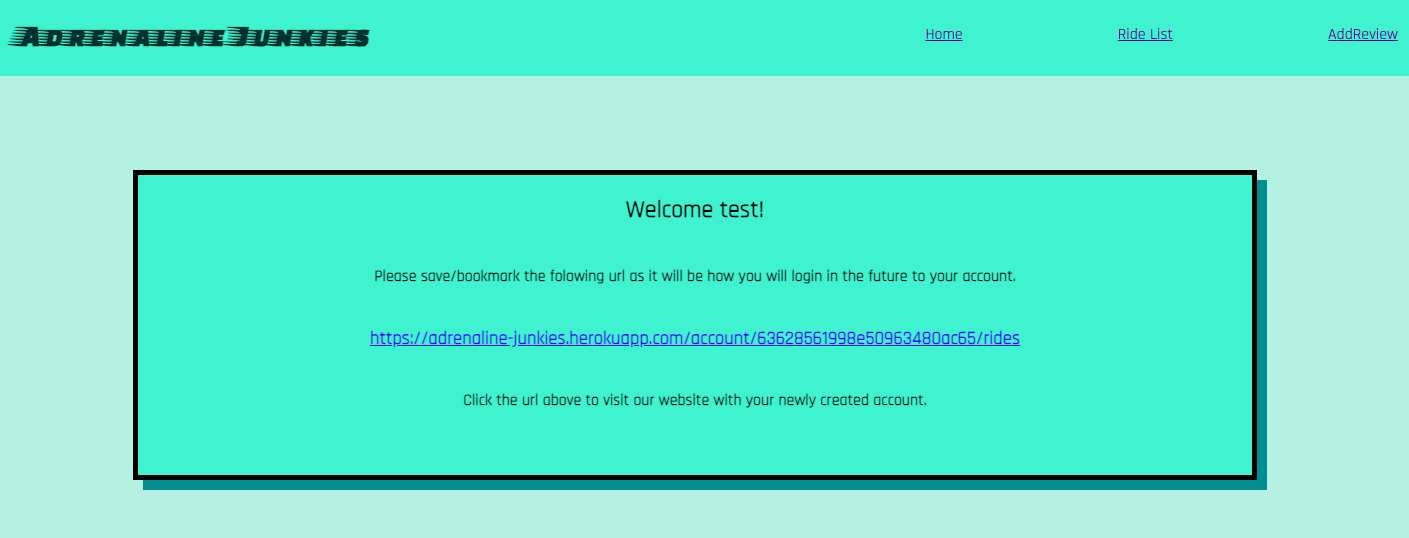 AdrenalineJunkies
Home
Ride List
AddReview
Welcome test!
Please save/bookmark the folowing url as it will be how you will login in the future to your account.
https://adrenaline-junkies.herokuapp.com/account/63628561998e50963480ac65/rides
Click the url above to visit our website with your newly created account.